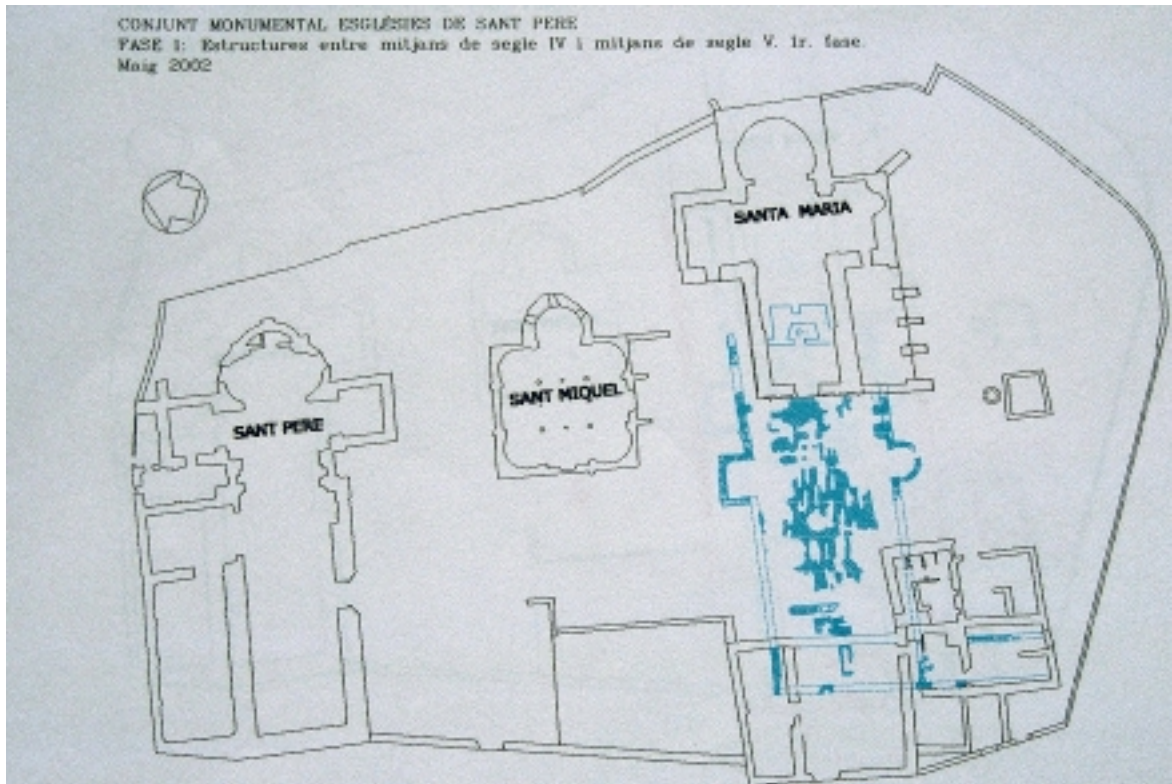 CONJUNT MONUMENTAL ESGLÉSIES DE SANT PERE
FASE 1: Estructures entre mitjans de segle IV i mitjans de segle V. 1r. fase.
Maig 2002
SANTA MARIA
SANT MIQUEL
SANT PERE